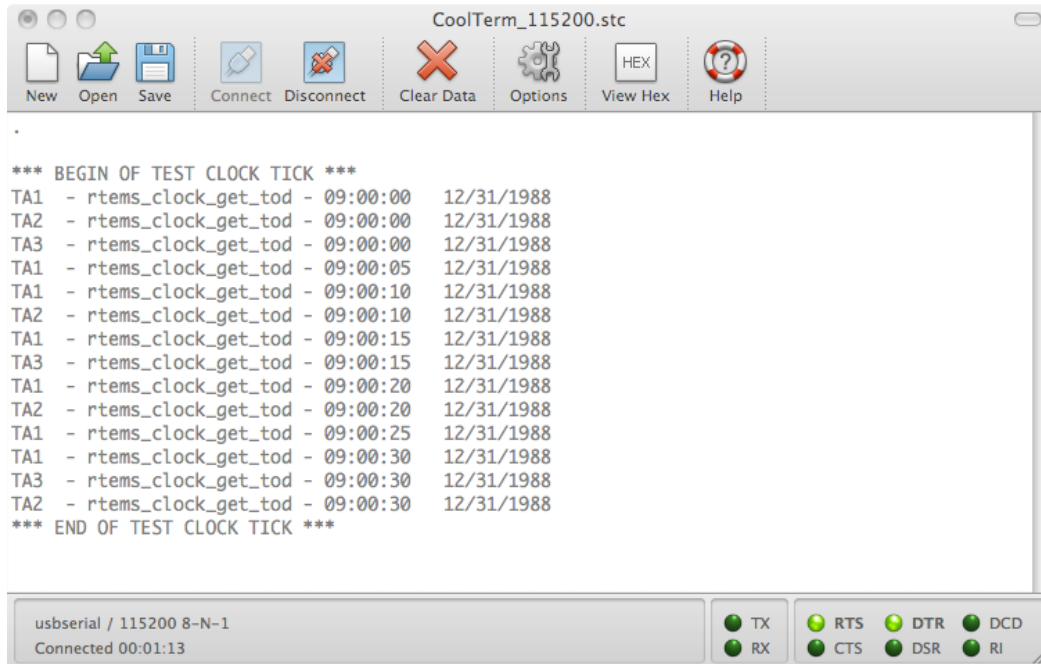 CoolTerm_115200.stc
New Open Save Connect Disconnect Clear Data Options HEX View Hex ? Help
.
*** BEGIN OF TEST CLOCK TICK ***
TA1 - rtems_clock_get_tod - 09:00:00 12/31/1988
TA2 - rtems_clock_get_tod - 09:00:00 12/31/1988
TA3 - rtems_clock_get_tod - 09:00:00 12/31/1988
TA1 - rtems_clock_get_tod - 09:00:05 12/31/1988
TA1 - rtems_clock_get_tod - 09:00:10 12/31/1988
TA2 - rtems_clock_get_tod - 09:00:10 12/31/1988
TA1 - rtems_clock_get_tod - 09:00:15 12/31/1988
TA3 - rtems_clock_get_tod - 09:00:15 12/31/1988
TA1 - rtems_clock_get_tod - 09:00:20 12/31/1988
TA2 - rtems_clock_get_tod - 09:00:20 12/31/1988
TA1 - rtems_clock_get_tod - 09:00:25 12/31/1988
TA1 - rtems_clock_get_tod - 09:00:30 12/31/1988
TA3 - rtems_clock_get_tod - 09:00:30 12/31/1988
TA2 - rtems_clock_get_tod - 09:00:30 12/31/1988
*** END OF TEST CLOCK TICK ***
usbserial / 115200 8-N-1 TX RTS DTR DCD
Connected 00:01:13 RX CTS DSR RI